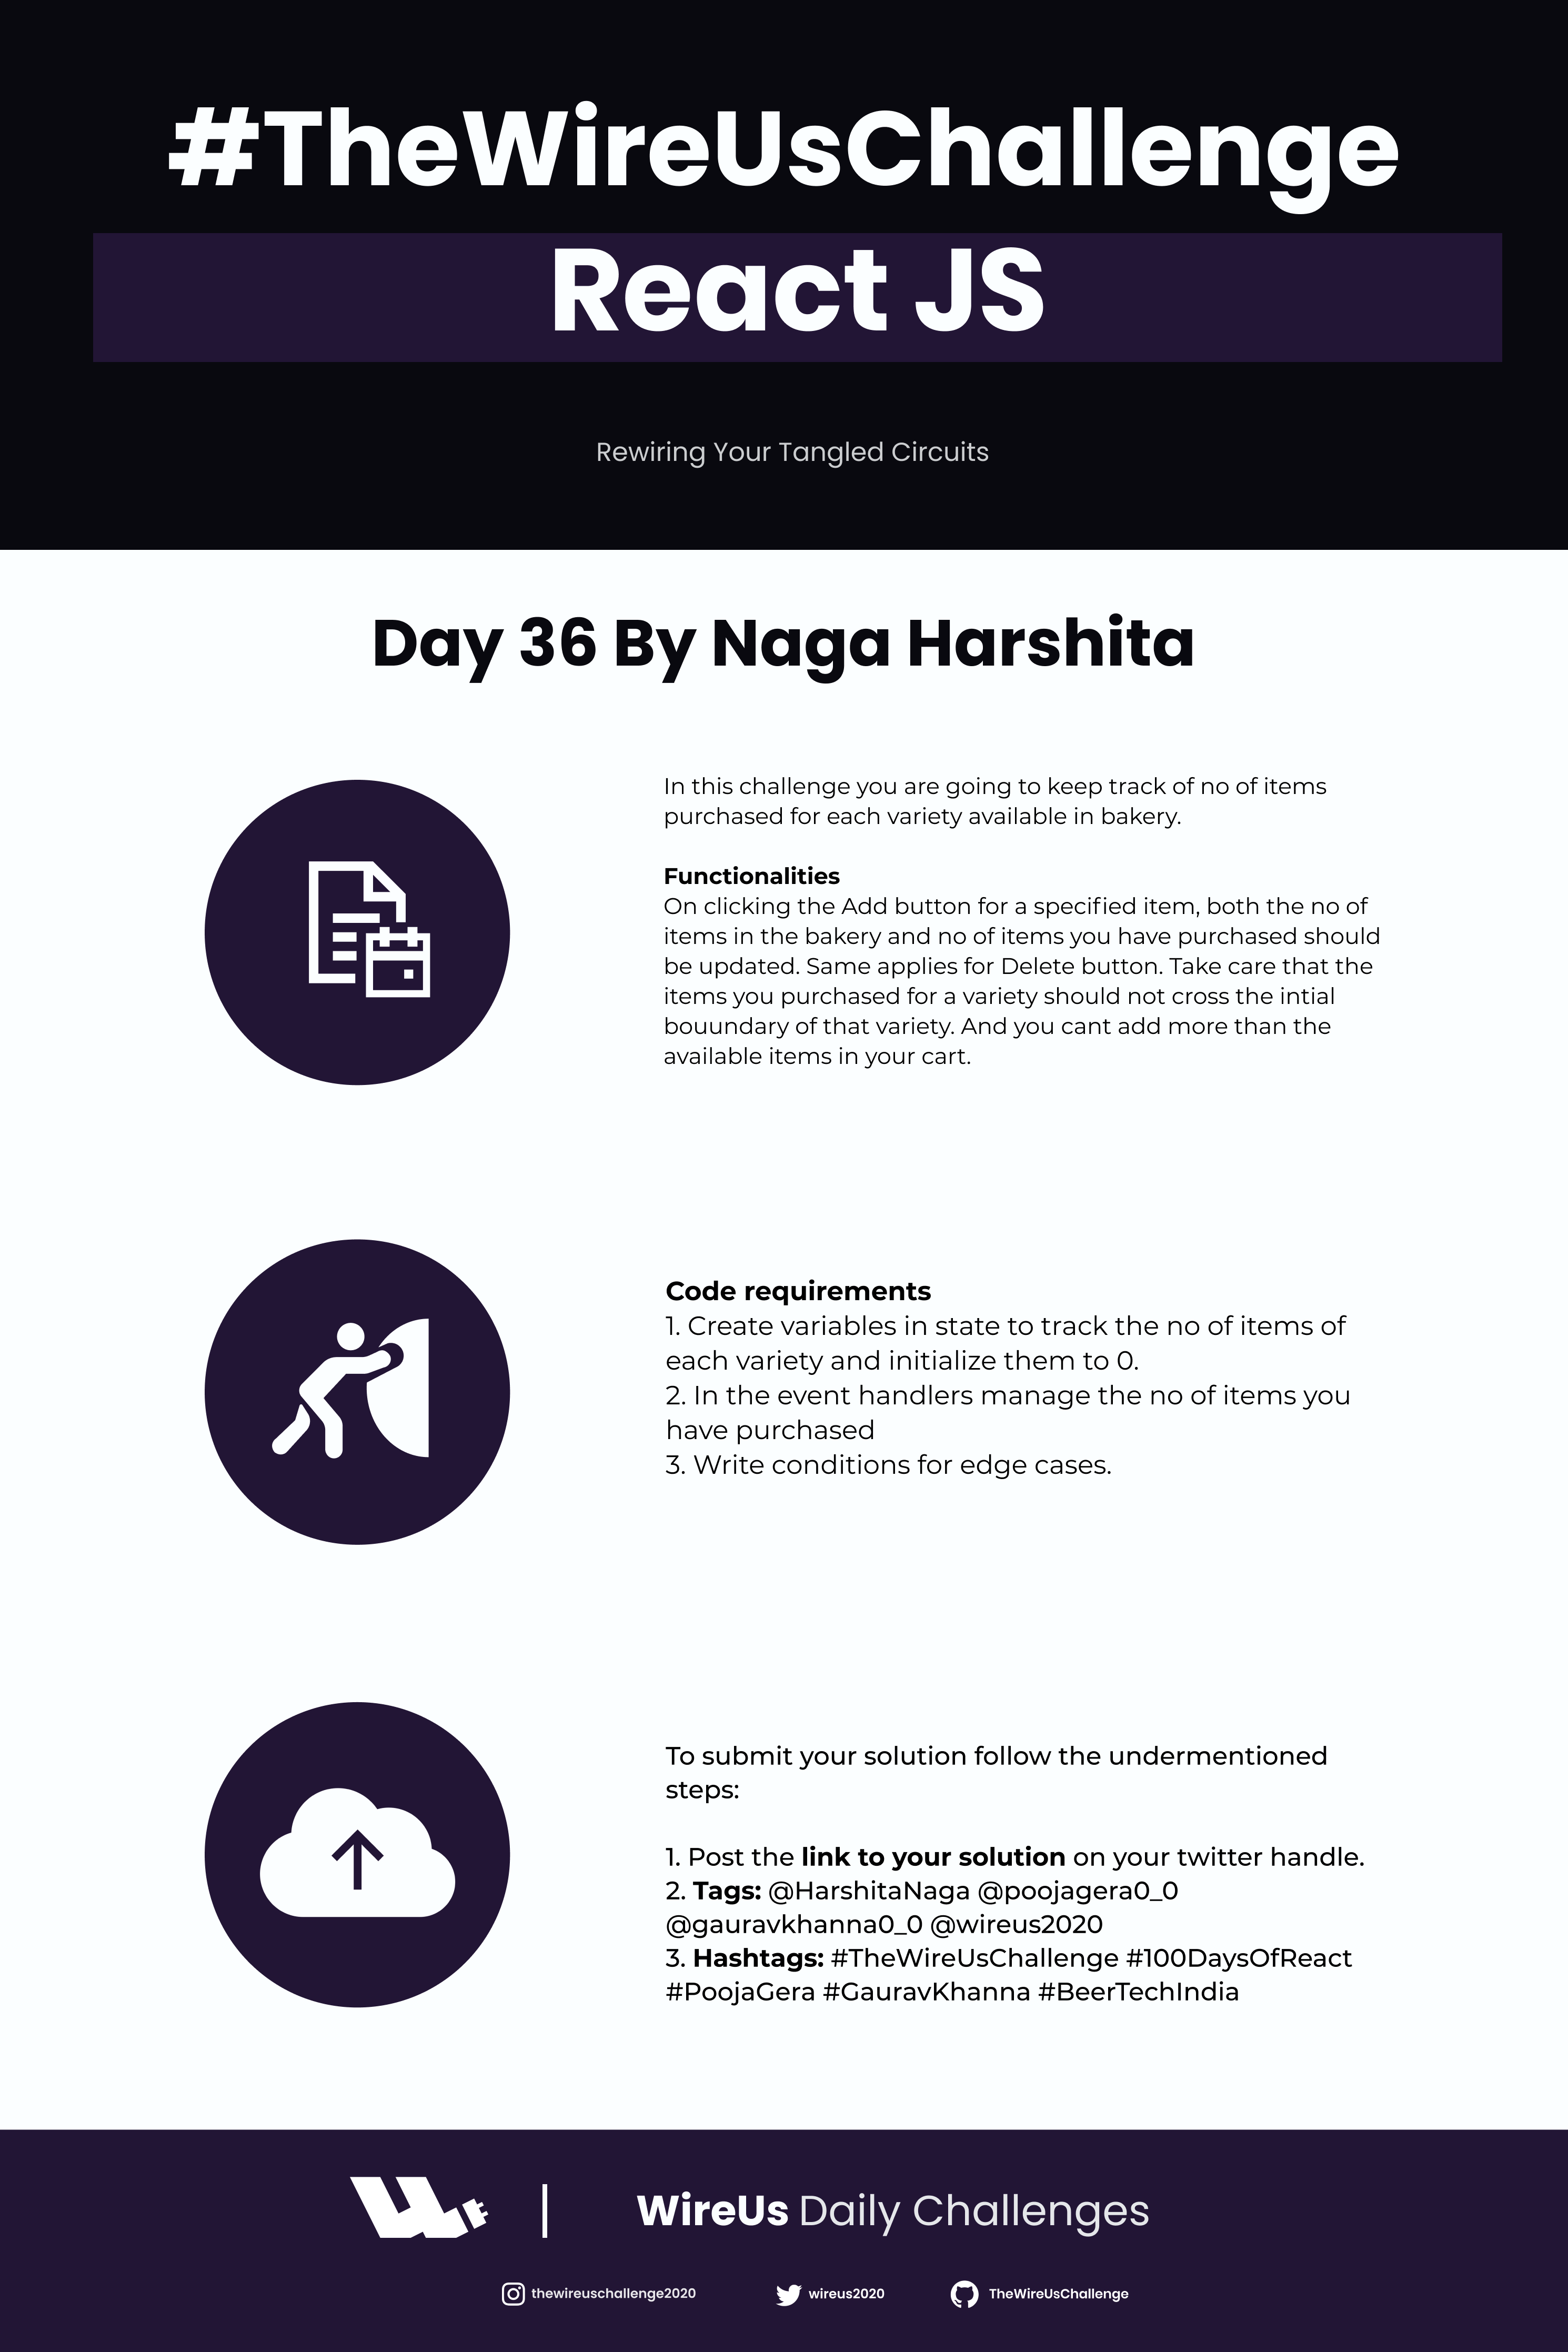 #TheWireUsChallenge
React JS
Rewiring Your Tangled Circuits
Day 36 By Naga Harshita
In this challenge you are going to keep track of no of items
purchased for each variety available in bakery.
Functionalities
On clicking the Add button for a specified item, both the no of
items in the bakery and no of items you have purchased should
be updated. Same applies for Delete button. Take care that the
items you purchased for a variety should not cross the intial
bouundary of that variety. And you cant add more than the
available items in your cart.
Code requirements
1. Create variables in state to track the no of items of
each variety and initialize them to 0.
2. In the event handlers manage the no of items you
have purchased
3. Write conditions for edge cases.
To submit your solution follow the undermentioned
steps:
1. Post the link to your solution on your twitter handle.
2. Tags: @HarshitaNaga @poojagera0_0
@gauravkhanna0_0 @wireus2020
3. Hashtags: #TheWireUsChallenge #100DaysOfReact
#PoojaGera #GauravKhanna #BeerTechIndia
WireUs Daily Challenges
thewireuschallenge2020 wireus2020 TheWireUsChallenge